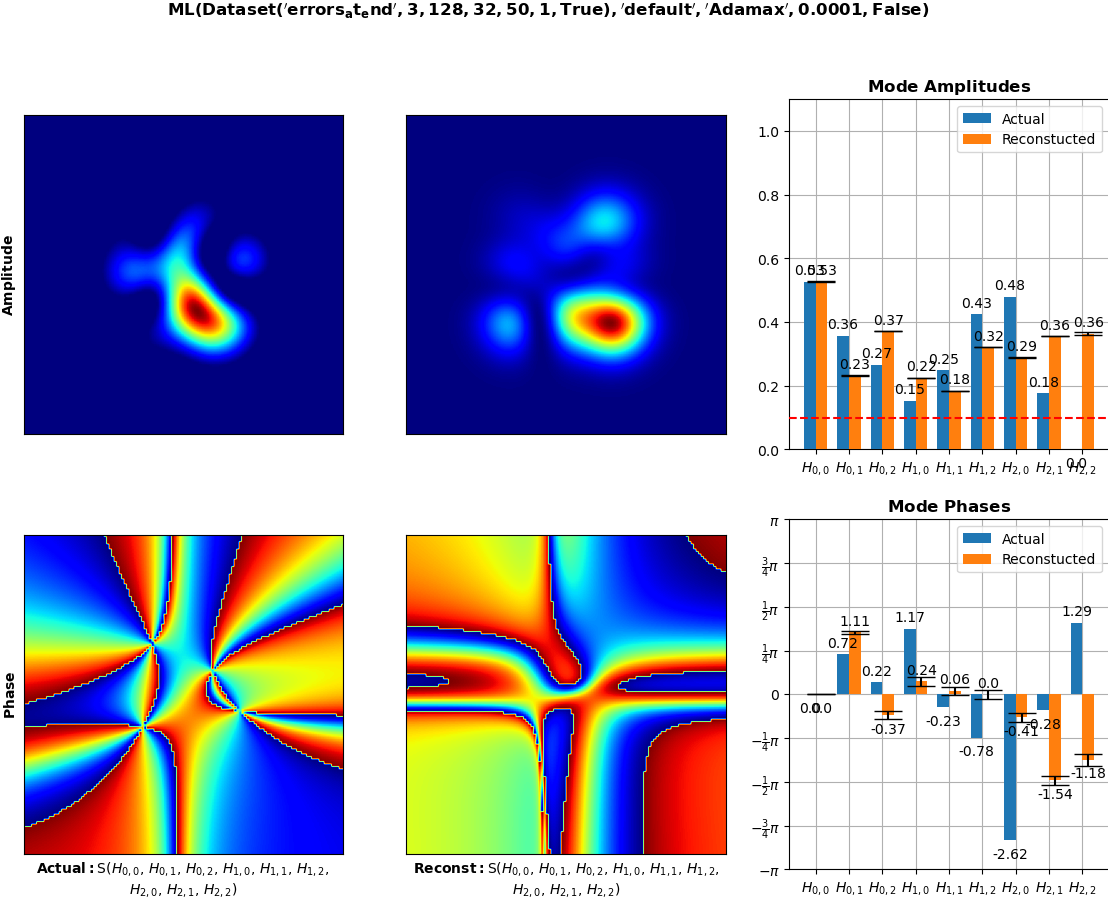 ML(Dataset('errors_at_end', 3, 128, 32, 50, 1, True), 'default', 'Adamax', 0.0001, False)
Amplitude
Mode Amplitudes
Actual
Reconstucted
1.0
0.8
0.6
0.4
0.2
0.0
0.53 0.53 0.36 0.23 0.27 0.37 0.15 0.22 0.25 0.18 0.43 0.32 0.48 0.29 0.18 0.36 0.0 0.36
H0,0 H0,1 H0,2 H1,0 H1,1 H1,2 H2,0 H2,1 H2,2
Phase
Actual: S(H0,0, H0,1, H0,2, H1,0, H1,1, H1,2,
H2,0, H2,1, H2,2)
Reconst: S(H0,0, H0,1, H0,2, H1,0, H1,1, H1,2,
H2,0, H2,1, H2,2)
Mode Phases
Actual
Reconstucted
π
3/4π
1/2π
1/4π
0
−1/4π
−1/2π
−3/4π
−π
0.0 0.0 0.72 1.11 0.22 -0.37 1.17 0.24 -0.23 0.06 -0.78 0.0 -2.62 -0.41 -0.28 -1.54 1.29 -1.18
H0,0 H0,1 H0,2 H1,0 H1,1 H1,2 H2,0 H2,1 H2,2